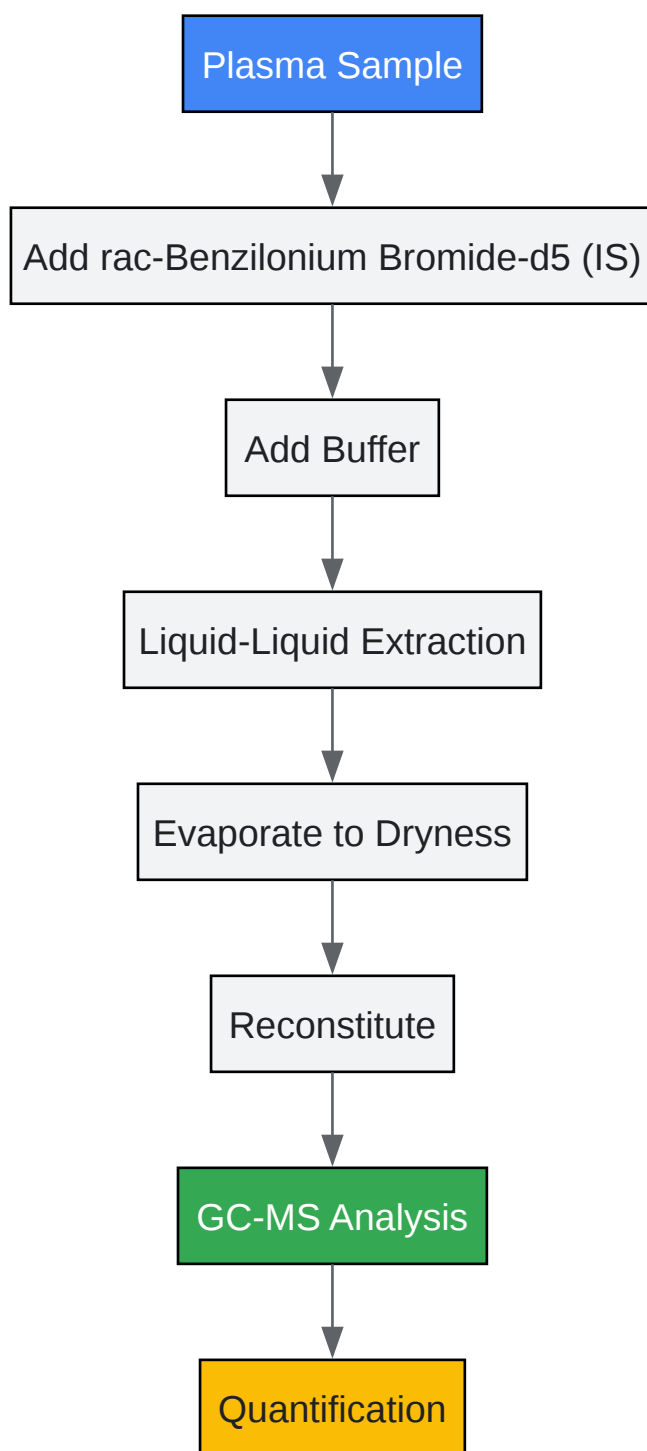 Plasma Sample
Add rac-Benzilonium Bromide-d5 (IS)
Add Buffer
Liquid-Liquid Extraction
Evaporate to Dryness
Reconstitute
GC-MS Analysis
Quantification